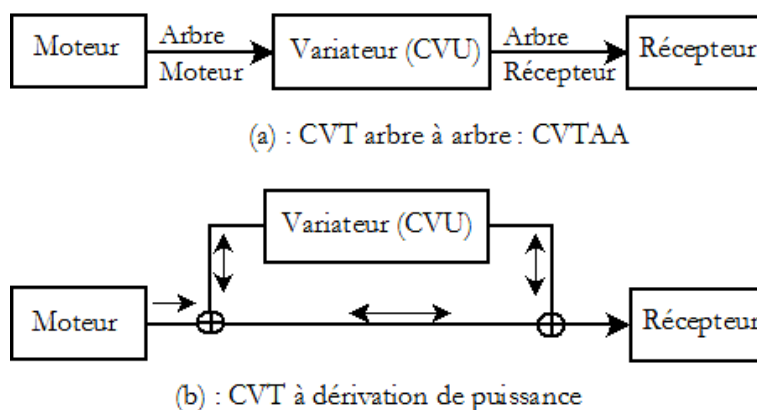 Moteur
Arbre
Moteur
Variateur (CVU)
Arbre
Récepteur
Récepteur
(a) : CVT arbre à arbre : CVTAA
Variateur (CVU)
Moteur
Récepteur
(b) : CVT à dérivation de puissance